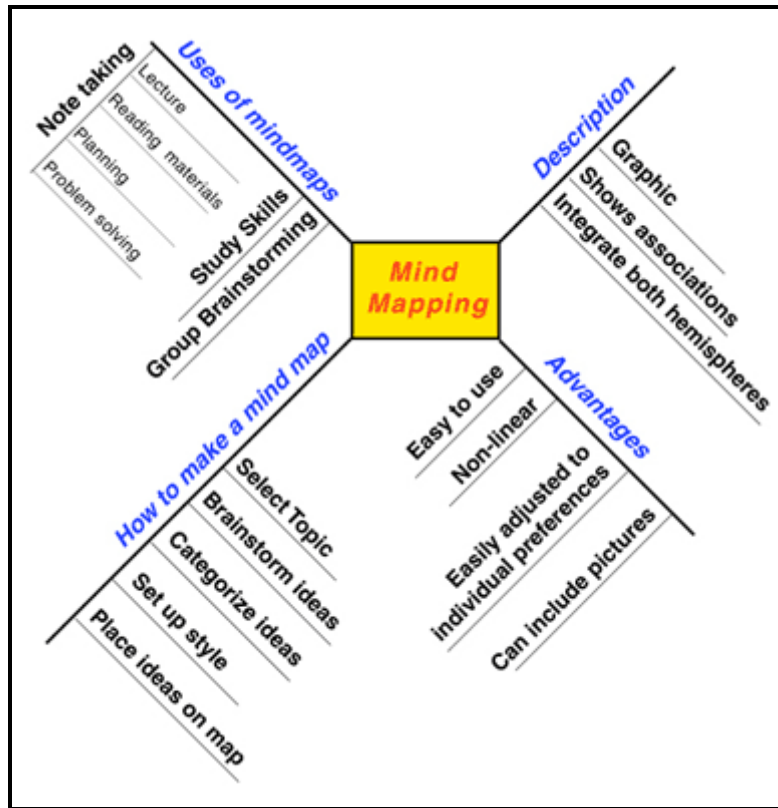 Mind
Mapping
Uses of mindmaps
Note taking
Lecture
Reading materials
Planning
Problem solving
Study Skills
Group Brainstorming
Description
Graphic
Shows associations
Integrate both hemispheres
How to make a mind map
Select Topic
Brainstorm ideas
Categorize ideas
Set up style
Place ideas on map
Advantages
Easy to use
Non-linear
Easily adjusted to
individual preferences
Can include pictures